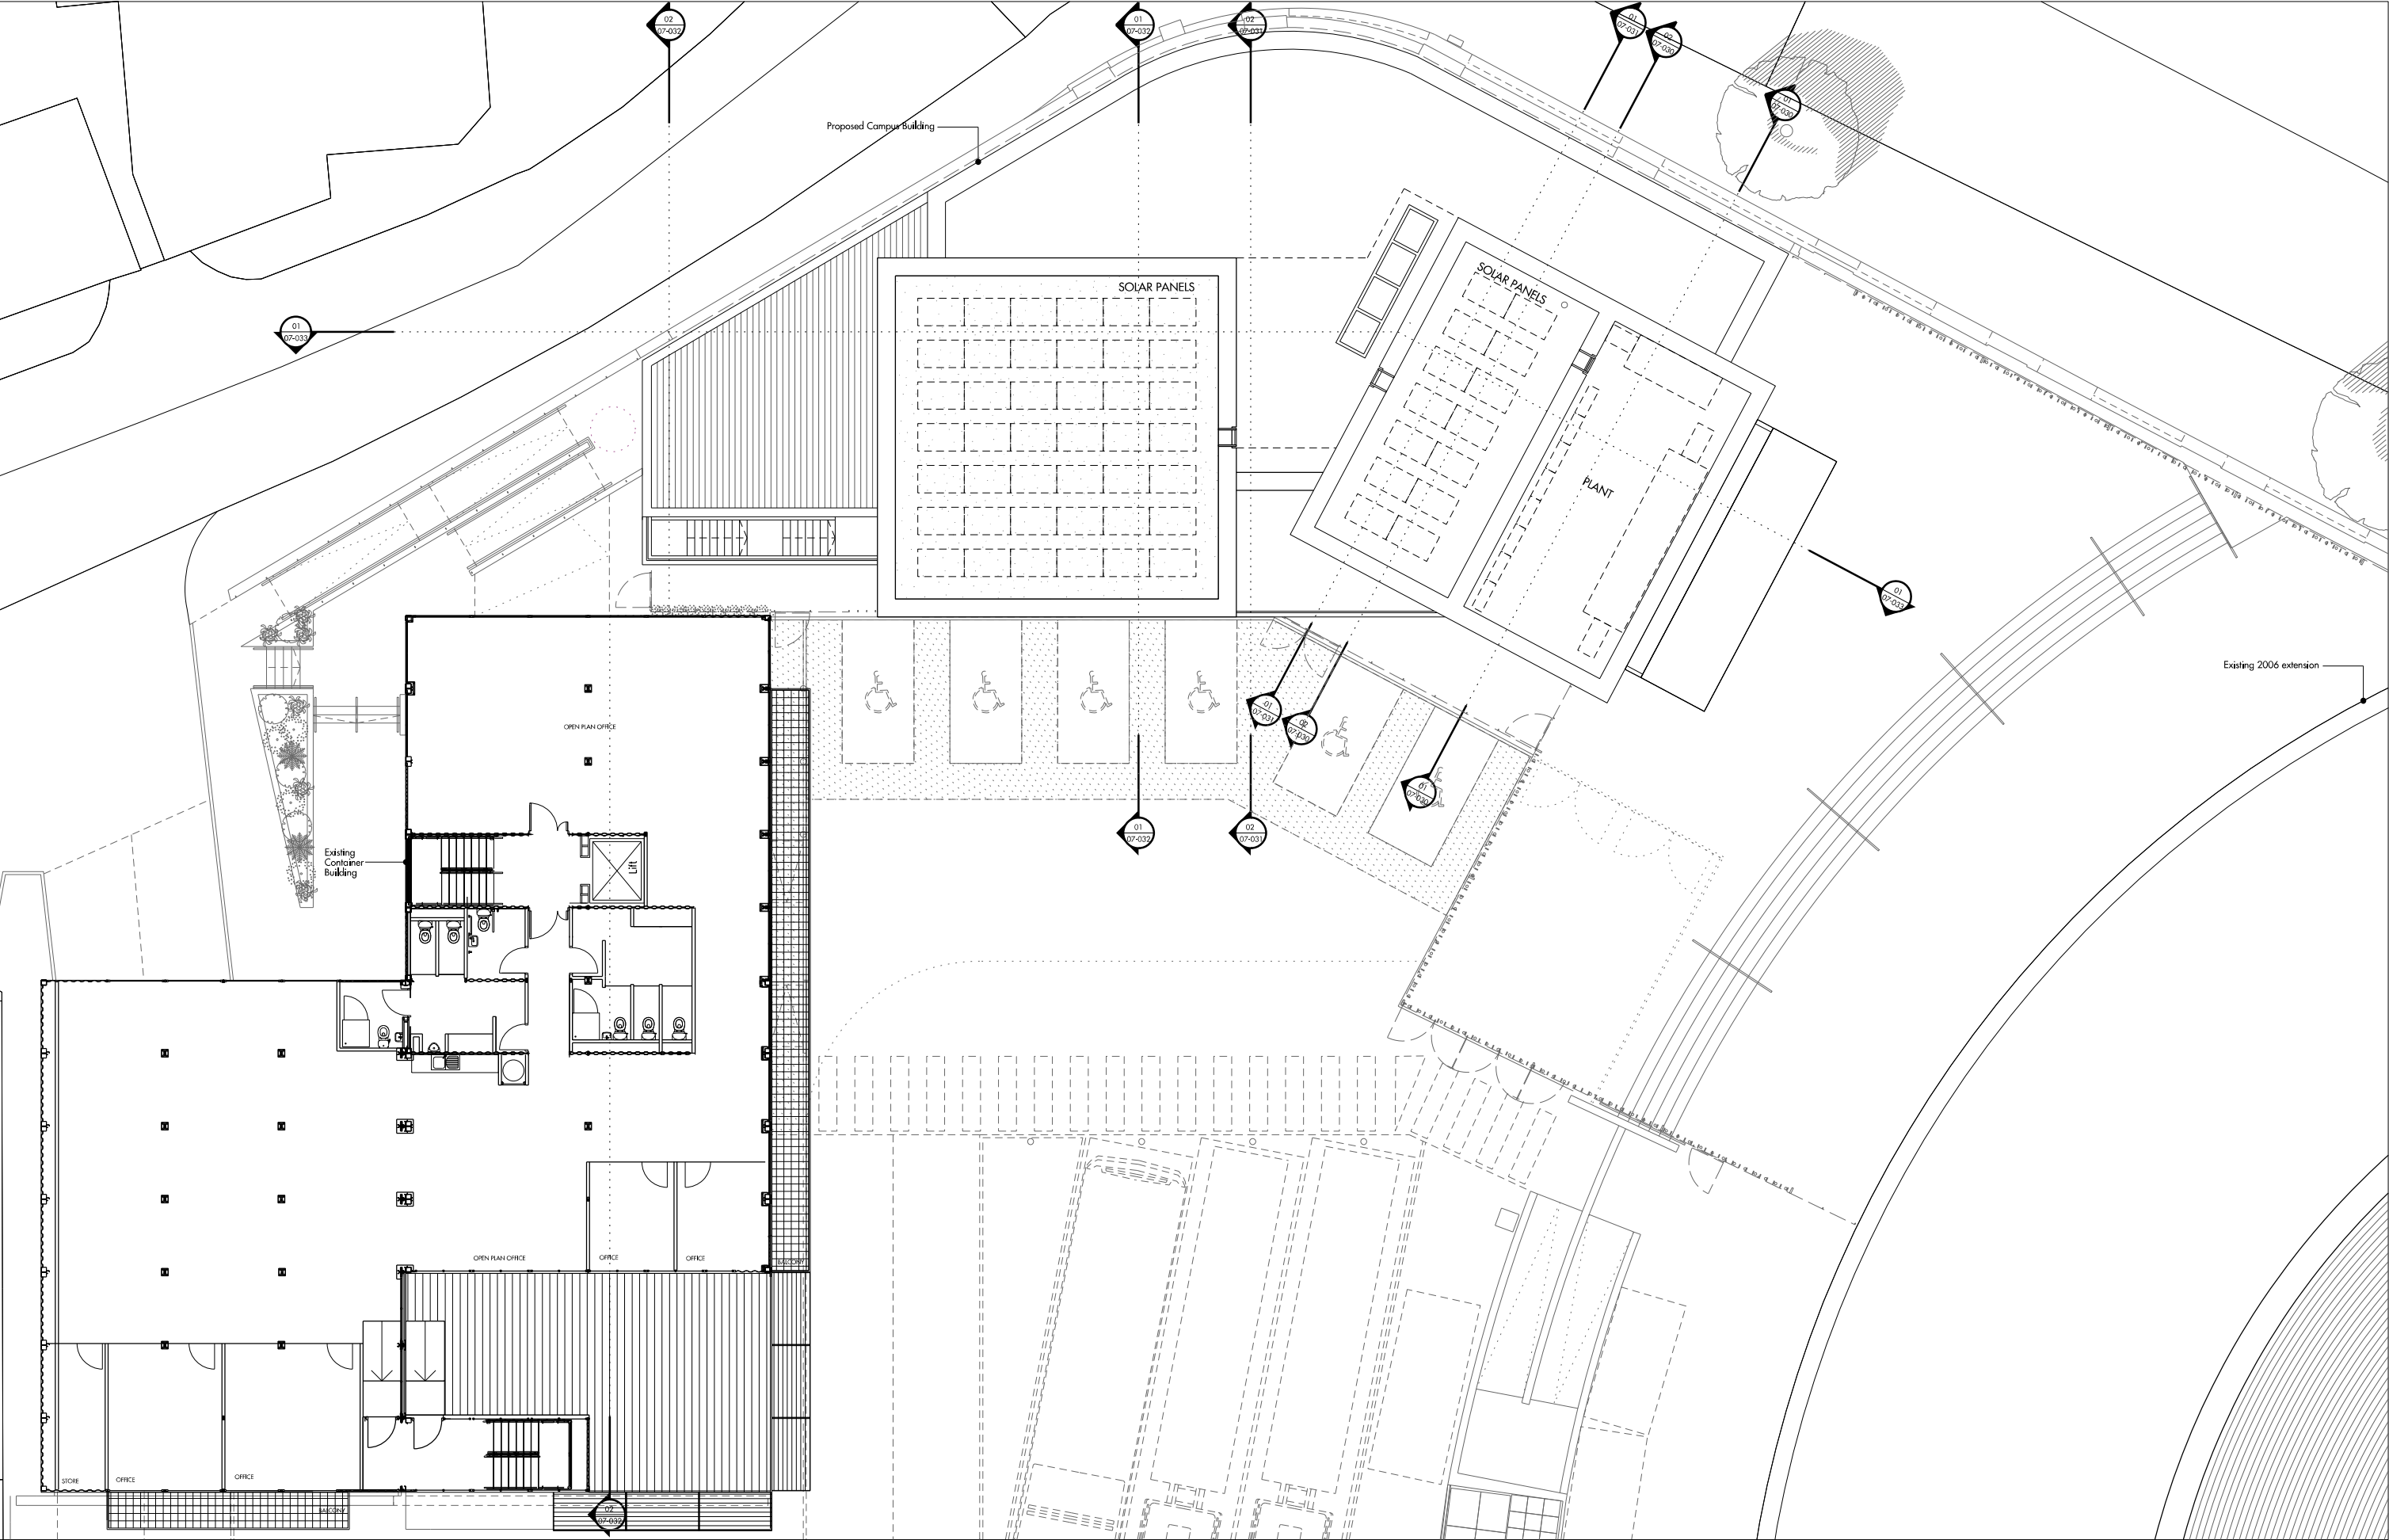 02
07-032
01
07-032
02
07-031
01
07-031
02
07-030
01
07-030
Proposed Campus Building
SOLAR PANELS
SOLAR PANELS
01
07-033
PLANT
01
07-033
Existing 2006 extension
01
07-031
02
07-030
01
07-030
OPEN PLAN OFFICE
01
07-032
02
07-031
Existing
Container
Building
Lift
OPEN PLAN OFFICE
OFFICE
OFFICE
BALCONY
STORE
OFFICE
OFFICE
BALCONY
02
07-032